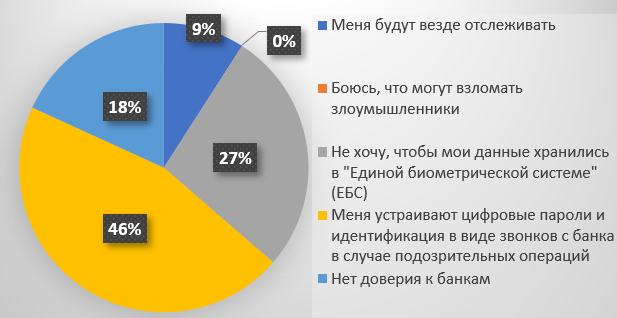 9%
0%
27%
46%
18%
Меня будут везде отслеживать
Боюсь, что могут взломать
злоумышленники
Не хочу, чтобы мои данные хранились
в "Единой биометрической системе"
(ЕБС)
Меня устраивают цифровые пароли и
идентификация в виде звонков с банка
в случае подозрительных операций
Нет доверия к банкам